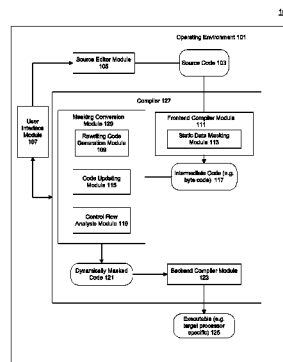 10
Operating Environment 101
Source Editor Module
105
Source Code 103
Compiler 127
User
Interface
Module
107
Masking Conversion
Module 129
Rewriting Code
Generation Module
109
Code Updating
Module 115
Control Flow
Analysis Module 119
Frontend Compiler Module
111
Static Data Masking
Module 113
Intermediate Code (e.g.
byte code) 117
Dynamically Masked
Code 121
Backend Compiler Module
123
Executable (e.g.
target processor
specific) 125